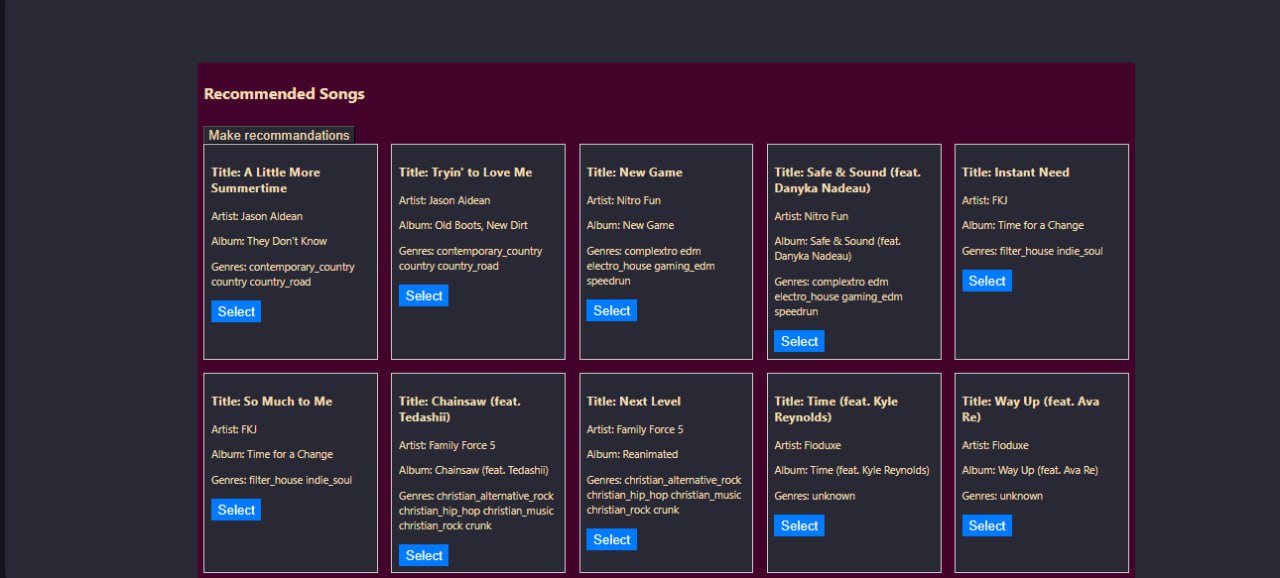 Recommended Songs
Make recommandations
Title: A Little More
Summertime
Artist: Jason Aldean
Album: They Don't Know
Genres: contemporary_country
country country_road
Select
Title: Tryin' to Love Me
Artist: Jason Aldean
Album: Old Boots, New Dirt
Genres: contemporary_country
country country_road
Select
Title: New Game
Artist: Nitro Fun
Album: New Game
Genres: complextro edm
electro_house gaming_edm
speedrun
Select
Title: Safe & Sound (feat.
Danyka Nadeau)
Artist: Nitro Fun
Album: Safe & Sound (feat.
Danyka Nadeau)
Genres: complextro edm
electro_house gaming_edm
speedrun
Select
Title: Instant Need
Artist: FKJ
Album: Time for a Change
Genres: filter_house indie_soul
Select
Title: So Much to Me
Artist: FKJ
Album: Time for a Change
Genres: filter_house indie_soul
Select
Title: Chainsaw (feat.
Tedashii)
Artist: Family Force 5
Album: Chainsaw (feat. Tedashii)
Genres: christian_alternative_rock
christian_hip_hop christian_music
christian_rock crunk
Select
Title: Next Level
Artist: Family Force 5
Album: Reanimated
Genres: christian_alternative_rock
christian_hip_hop christian_music
christian_rock crunk
Select
Title: Time (feat. Kyle
Reynolds)
Artist: Floduxe
Album: Time (feat. Kyle Reynolds)
Genres: unknown
Select
Title: Way Up (feat. Ava
Re)
Artist: Floduxe
Album: Way Up (feat. Ava Re)
Genres: unknown
Select